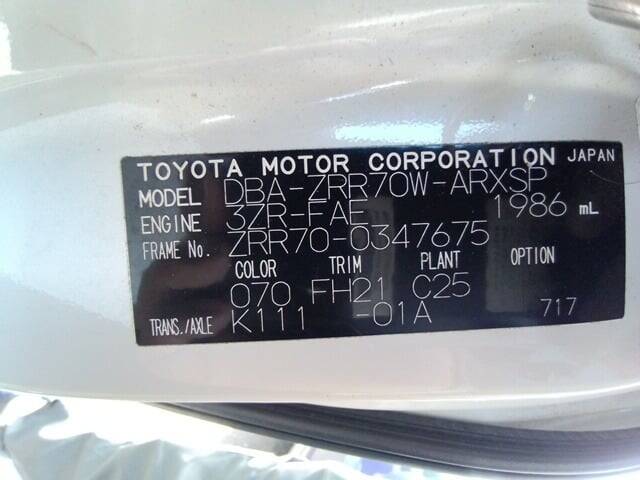 TOYOTA MOTOR CORPORATION JAPAN
MODEL DBA-ZRR70W-ARXSP
ENGINE 3ZR-FAE 1986 mL
FRAME No. ZRR70-0347675
COLOR TRIM PLANT OPTION
070 FH21 C25
TRANS./AXLE K111 -01A 717